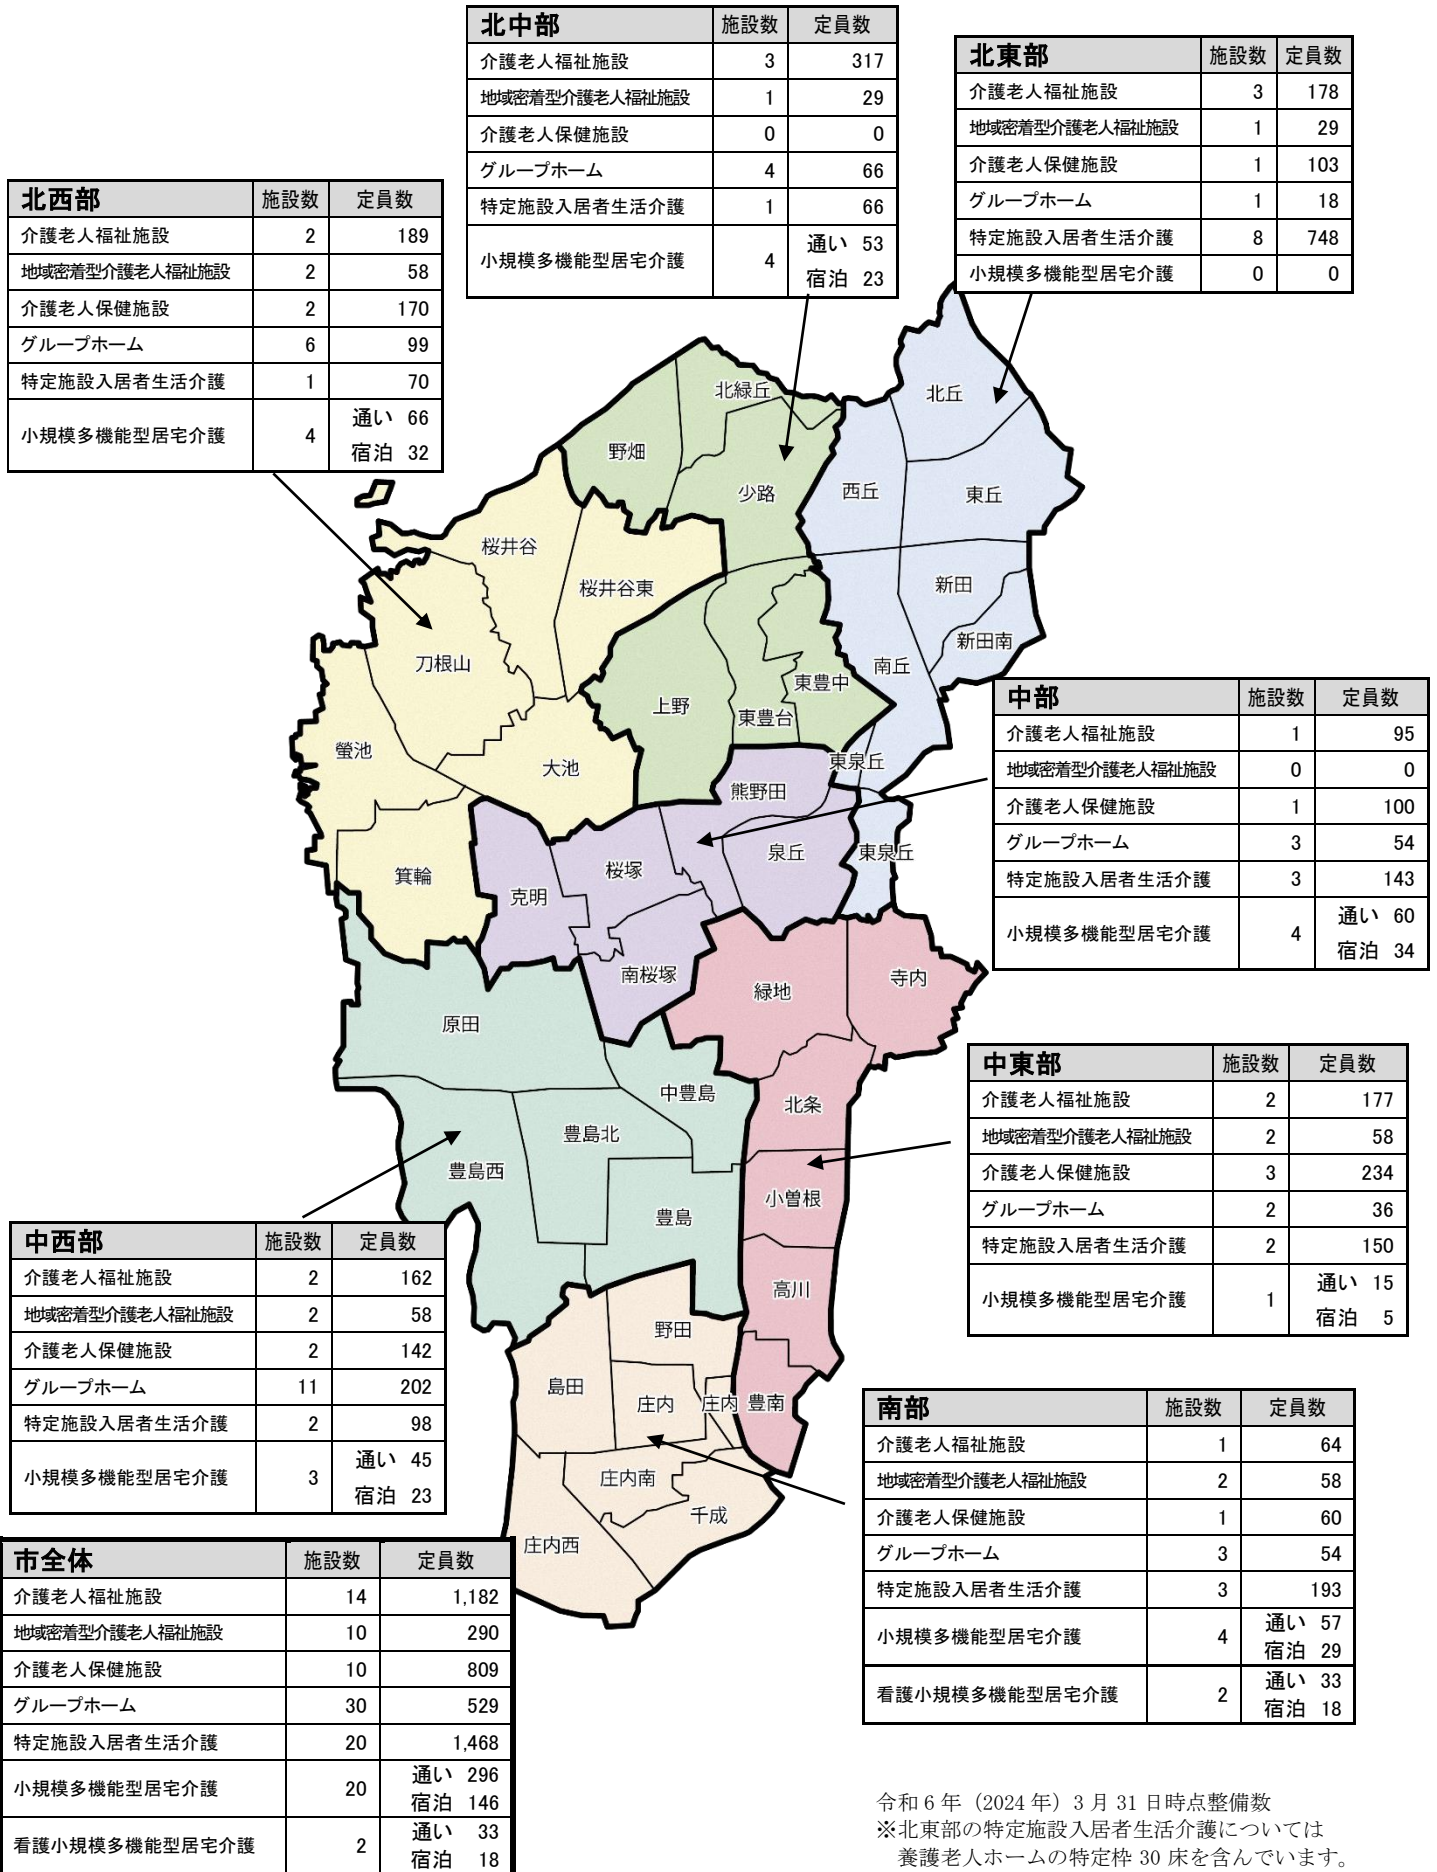 北中部 施設数 定員数
介護老人福祉施設 3 317
地域密着型介護老人福祉施設 1 29
介護老人保健施設 0 0
グループホーム 4 66
特定施設入居者生活介護 1 66
小規模多機能型居宅介護 4 通い 53
宿泊 23
北東部 施設数 定員数
介護老人福祉施設 3 178
地域密着型介護老人福祉施設 1 29
介護老人保健施設 1 103
グループホーム 1 18
特定施設入居者生活介護 8 748
小規模多機能型居宅介護 0 0
北西部 施設数 定員数
介護老人福祉施設 2 189
地域密着型介護老人福祉施設 2 58
介護老人保健施設 2 170
グループホーム 6 99
特定施設入居者生活介護 1 70
小規模多機能型居宅介護 4 通い 66
宿泊 32
北緑丘
北丘
野畑
少路
西丘
東丘
桜井谷
桜井谷東
新田
新田南
刀根山
南丘
東豊中
上野
東豊台
螢池
大池
東泉丘
熊野田
箕輪
克明
桜塚
泉丘
東泉丘
南桜塚
緑地
寺内
原田
中豊島
北条
豊島北
豊島西
小曽根
豊島
高川
野田
島田
庄内
庄内
豊南
庄内南
千成
庄内西
中部 施設数 定員数
介護老人福祉施設 1 95
地域密着型介護老人福祉施設 0 0
介護老人保健施設 1 100
グループホーム 3 54
特定施設入居者生活介護 3 143
小規模多機能型居宅介護 4 通い 60
宿泊 34
中東部 施設数 定員数
介護老人福祉施設 2 177
地域密着型介護老人福祉施設 2 58
介護老人保健施設 3 234
グループホーム 2 36
特定施設入居者生活介護 2 150
小規模多機能型居宅介護 1 通い 15
宿泊 5
中西部 施設数 定員数
介護老人福祉施設 2 162
地域密着型介護老人福祉施設 2 58
介護老人保健施設 2 142
グループホーム 11 202
特定施設入居者生活介護 2 98
小規模多機能型居宅介護 3 通い 45
宿泊 23
南部 施設数 定員数
介護老人福祉施設 1 64
地域密着型介護老人福祉施設 2 58
介護老人保健施設 1 60
グループホーム 3 54
特定施設入居者生活介護 3 193
小規模多機能型居宅介護 4 通い 57
宿泊 29
看護小規模多機能型居宅介護 2 通い 33
宿泊 18
市全体 施設数 定員数
介護老人福祉施設 14 1,182
地域密着型介護老人福祉施設 10 290
介護老人保健施設 10 809
グループホーム 30 529
特定施設入居者生活介護 20 1,468
小規模多機能型居宅介護 20 通い 296
宿泊 146
看護小規模多機能型居宅介護 2 通い 33
宿泊 18
令和6年（2024年）3月31日時点整備数
※北東部の特定施設入居者生活介護については
養護老人ホームの特定枠30床を含んでいます。